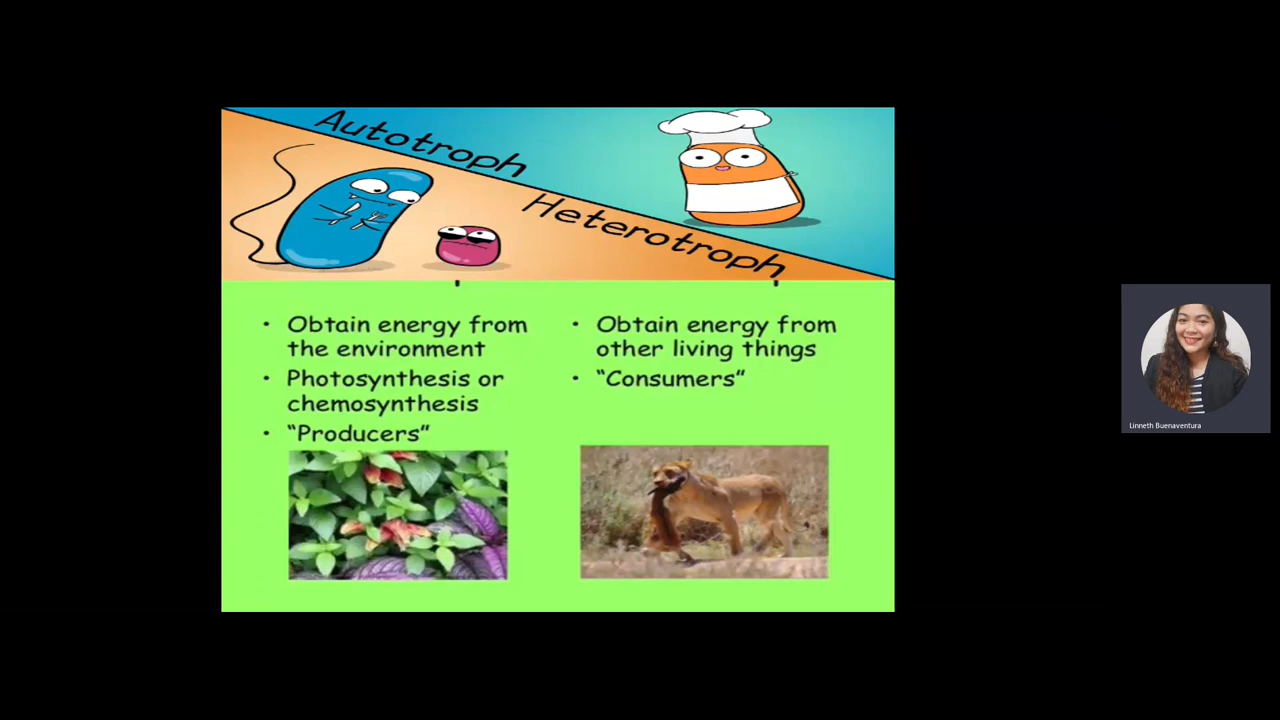 Autotroph
Heterotroph
• Obtain energy from
the environment
• Photosynthesis or
chemosynthesis
• “Producers”
• Obtain energy from
other living things
• “Consumers”
Linneth Buenaventura